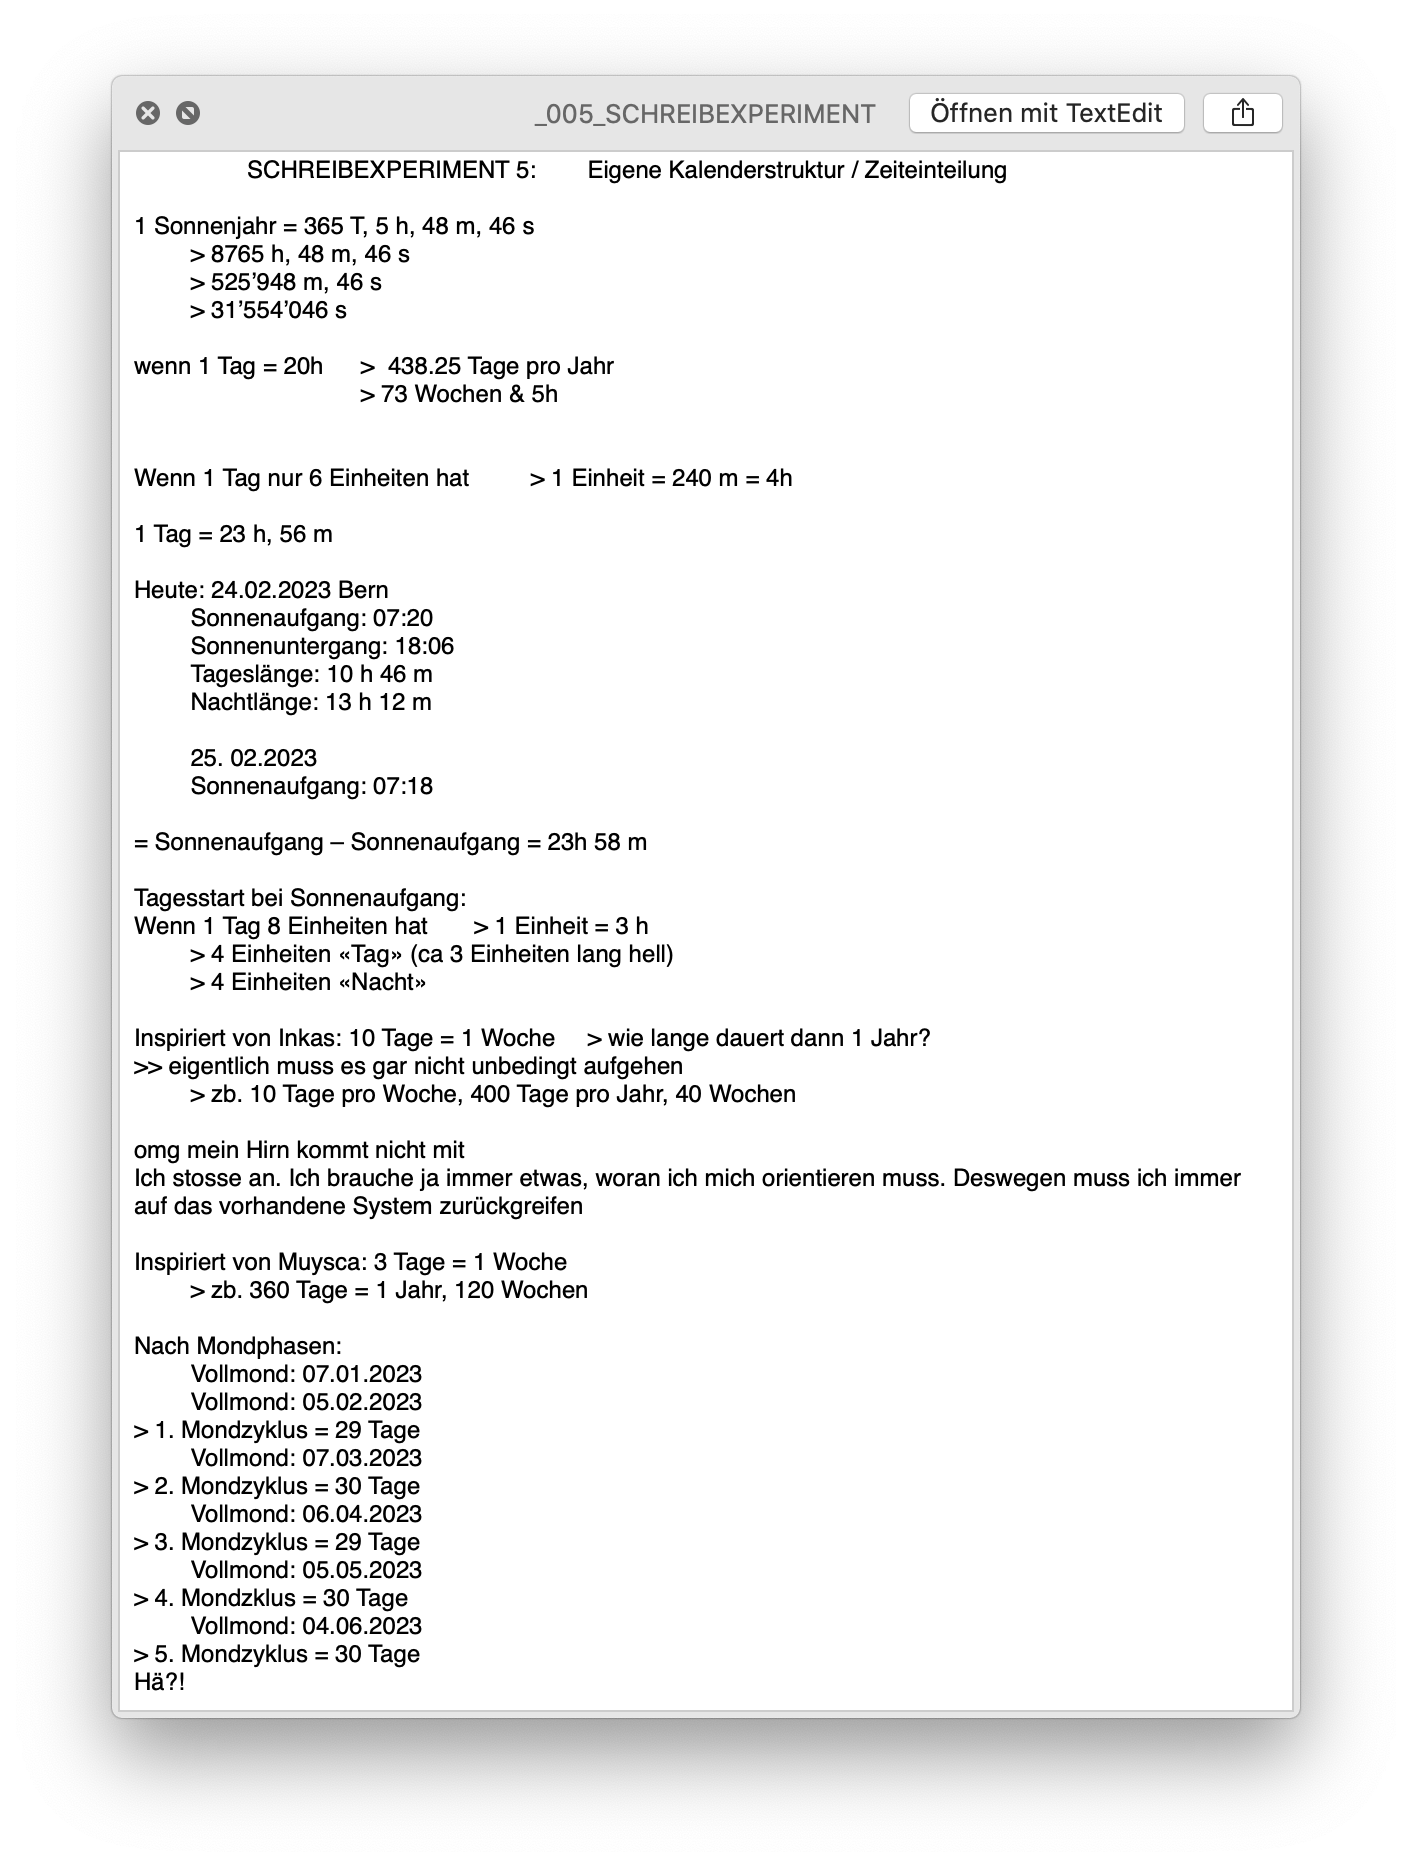 _005_SCHREIBEXPERIMENT
Öffnen mit TextEdit
SCHREIBEXPERIMENT 5: Eigene Kalenderstruktur / Zeiteinteilung
1 Sonnenjahr = 365 T, 5 h, 48 m, 46 s
> 8765 h, 48 m, 46 s
> 525’948 m, 46 s
> 31’554’046 s
wenn 1 Tag = 20h > 438.25 Tage pro Jahr
> 73 Wochen & 5h
Wenn 1 Tag nur 6 Einheiten hat > 1 Einheit = 240 m = 4h
1 Tag = 23 h, 56 m
Heute: 24.02.2023 Bern
Sonnenaufgang: 07:20
Sonnenuntergang: 18:06
Tageslänge: 10 h 46 m
Nachtlänge: 13 h 12 m
25. 02.2023
Sonnenaufgang: 07:18
= Sonnenaufgang – Sonnenaufgang = 23h 58 m
Tagesstart bei Sonnenaufgang:
Wenn 1 Tag 8 Einheiten hat > 1 Einheit = 3 h
> 4 Einheiten «Tag» (ca 3 Einheiten lang hell)
> 4 Einheiten «Nacht»
Inspiriert von Inkas: 10 Tage = 1 Woche > wie lange dauert dann 1 Jahr?
>> eigentlich muss es gar nicht unbedingt aufgehen
> zb. 10 Tage pro Woche, 400 Tage pro Jahr, 40 Wochen
omg mein Hirn kommt nicht mit
Ich stosse an. Ich brauche ja immer etwas, woran ich mich orientieren muss. Deswegen muss ich immer
auf das vorhandene System zurückgreifen
Inspiriert von Muysca: 3 Tage = 1 Woche
> zb. 360 Tage = 1 Jahr, 120 Wochen
Nach Mondphasen:
Vollmond: 07.01.2023
Vollmond: 05.02.2023
> 1. Mondzyklus = 29 Tage
Vollmond: 07.03.2023
> 2. Mondzyklus = 30 Tage
Vollmond: 06.04.2023
> 3. Mondzyklus = 29 Tage
Vollmond: 05.05.2023
> 4. Mondzklus = 30 Tage
Vollmond: 04.06.2023
> 5. Mondzyklus = 30 Tage
Hä?!